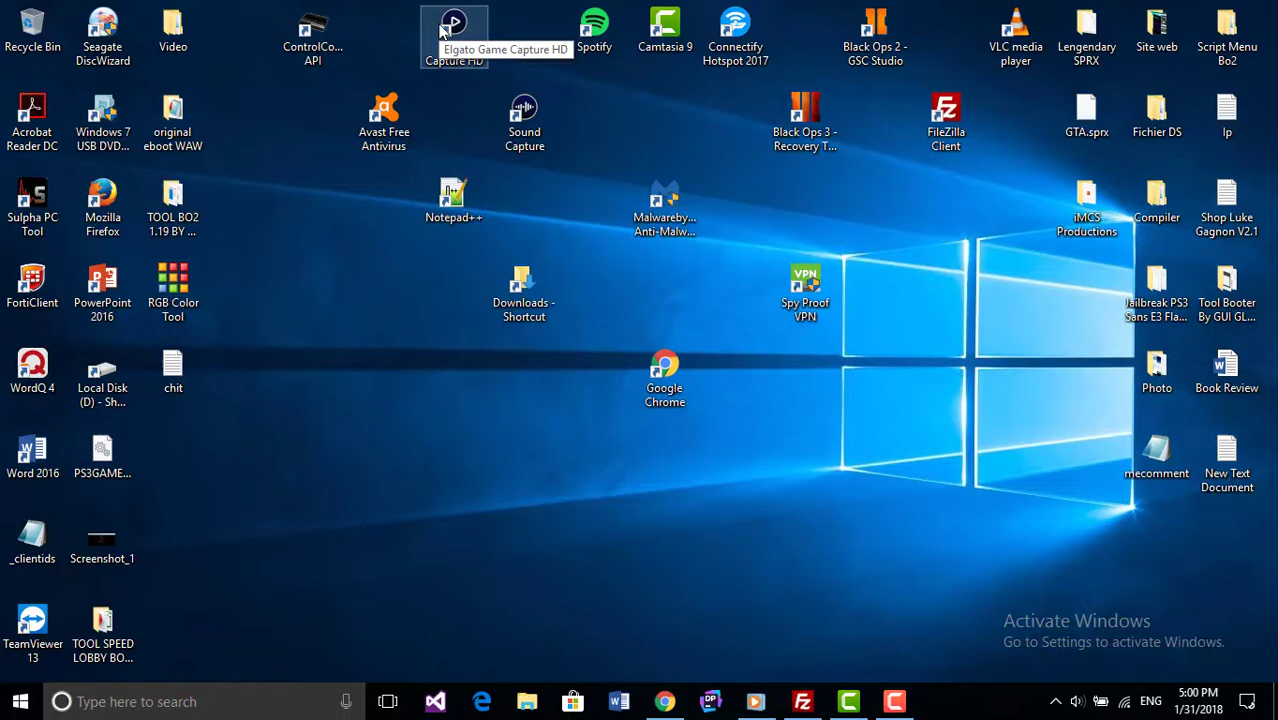 Recycle Bin
Seagate
DiscWizard
Video
ControlCo...
API
Capture HD
Elgato Game Capture HD
Spotify
Camtasia 9
Connectify
Hotspot 2017
Black Ops 2 -
GSC Studio
VLC media
player
Lengendary
SPRX
Site web
Script Menu
Bo2
Acrobat
Reader DC
Windows 7
USB DVD...
original
eboot WAW
Avast Free
Antivirus
Sound
Capture
Black Ops 3 -
Recovery T...
FileZilla
Client
GTA.sprx
Fichier DS
Ip
Sulpha PC
Tool
Mozilla
Firefox
TOOL BO2
1.19 BY ...
Notepad++
Malwareby...
Anti-Malw...
iMCS
Productions
Compiler
Shop Luke
Gagnon V2.1
FortiClient
PowerPoint
2016
RGB Color
Tool
Downloads -
Shortcut
VPN
Spy Proof
VPN
Jailbreak PS3
Sans E3 Fla...
Tool Booter
By GUI GL...
WordQ 4
Local Disk
(D) - Sh...
chit
Google
Chrome
Photo
Book Review
Word 2016
PS3GAME...
mecomment
New Text
Document
_clientids
Screenshot_1
TeamViewer
13
TOOL SPEED
LOBBY BO...
Activate Windows
Go to Settings to activate Windows.
Type here to search
DP
ENG
5:00 PM
1/31/2018